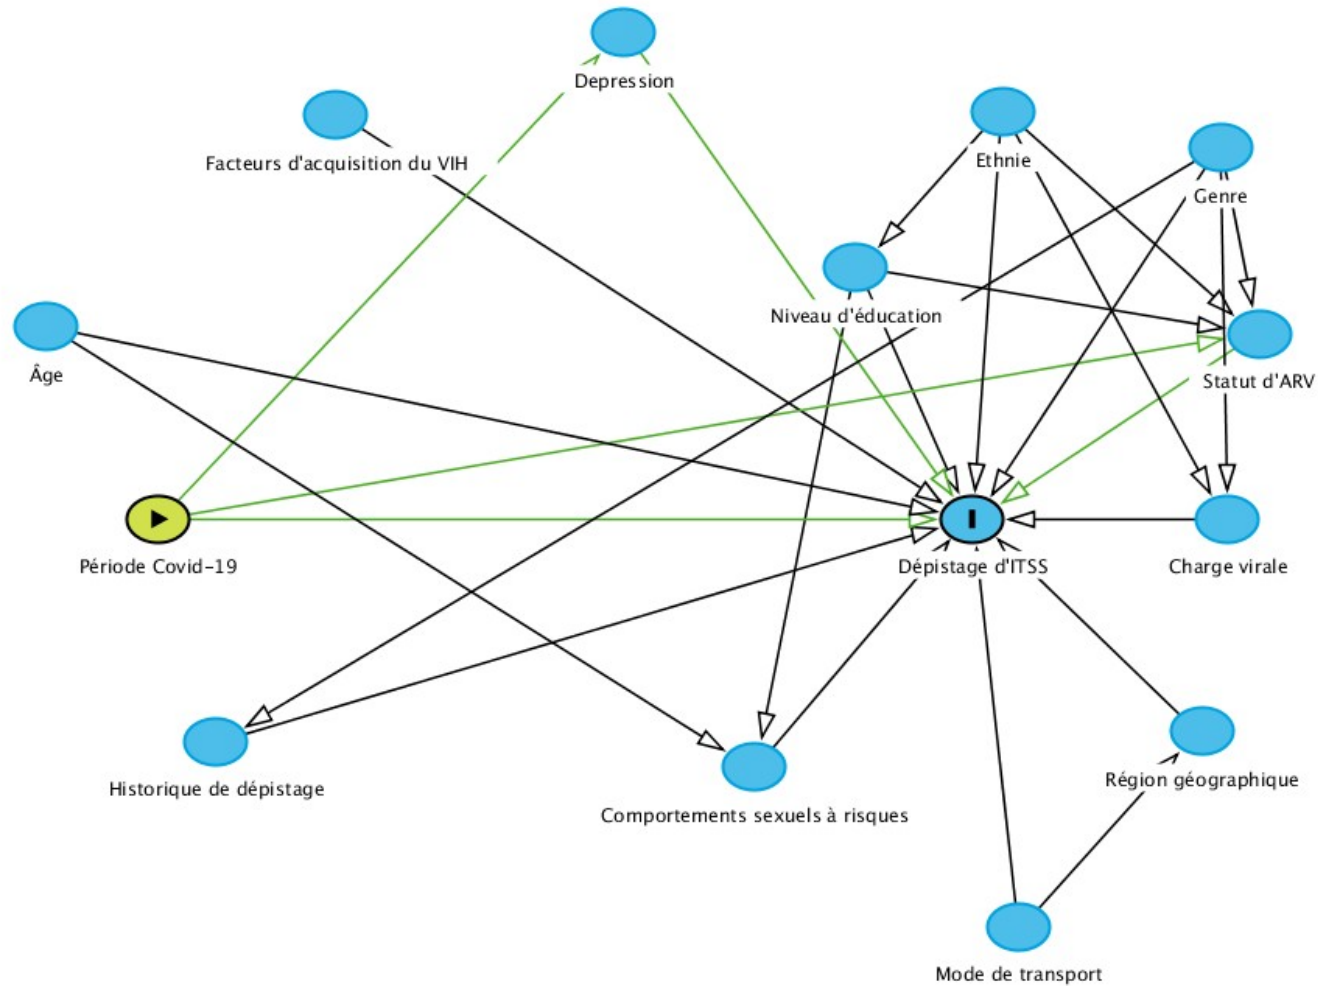 Depression
Facteurs d'acquisition du VIH
Ethnie
Genre
Niveau d'éducation
Âge
Statut d'ARV
Période Covid-19
Dépistage d'ITSS
Charge virale
Historique de dépistage
Comportements sexuels à risques
Région géographique
Mode de transport